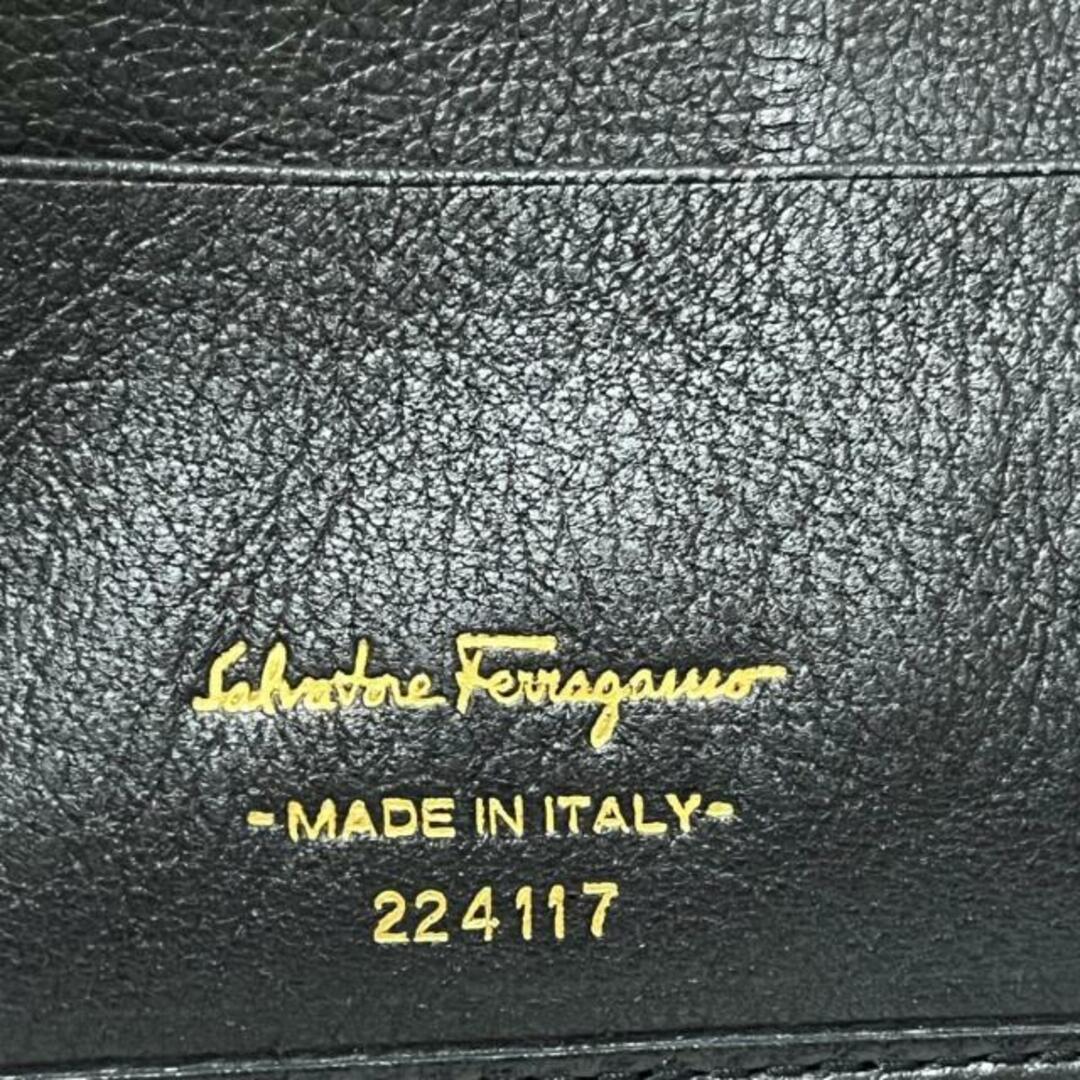 Salvatore Ferragamo
-MADE IN ITALY-
224117